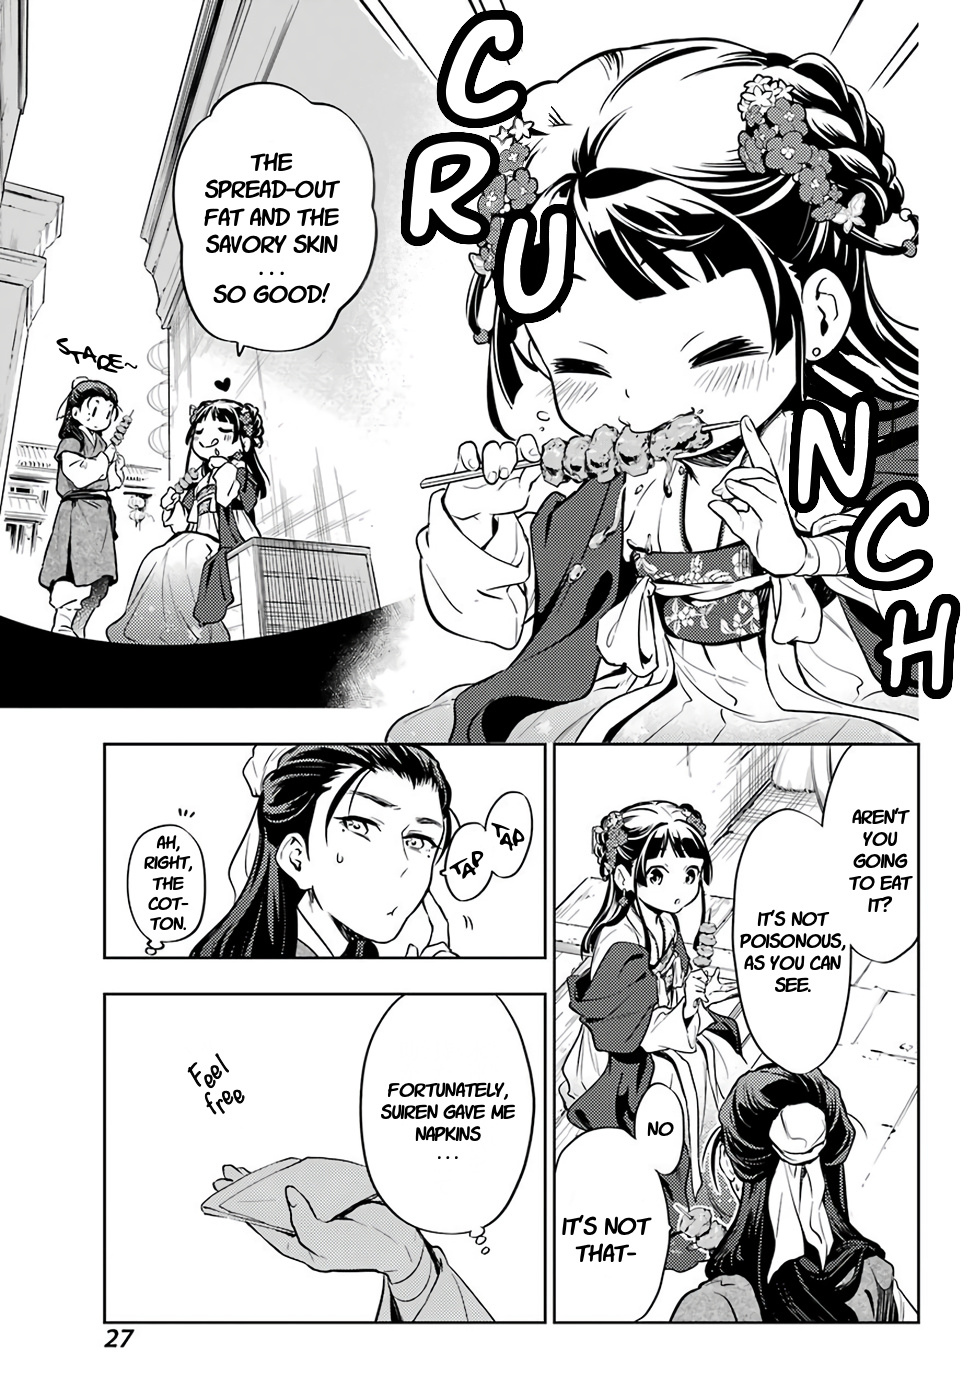 CRUNCH
THE
SPREAD-OUT
FAT AND THE
SAVORY SKIN
...
SO GOOD!
STARE~
AREN'T
YOU
GOING
TO EAT
IT?
IT'S NOT
POISONOUS,
AS YOU CAN
SEE.
NO
IT'S NOT
THAT-
TAP
TAP
AH,
RIGHT,
THE
COT-
TON.
FORTUNATELY,
SUIREN GAVE ME
NAPKINS
...
Feel
free
27